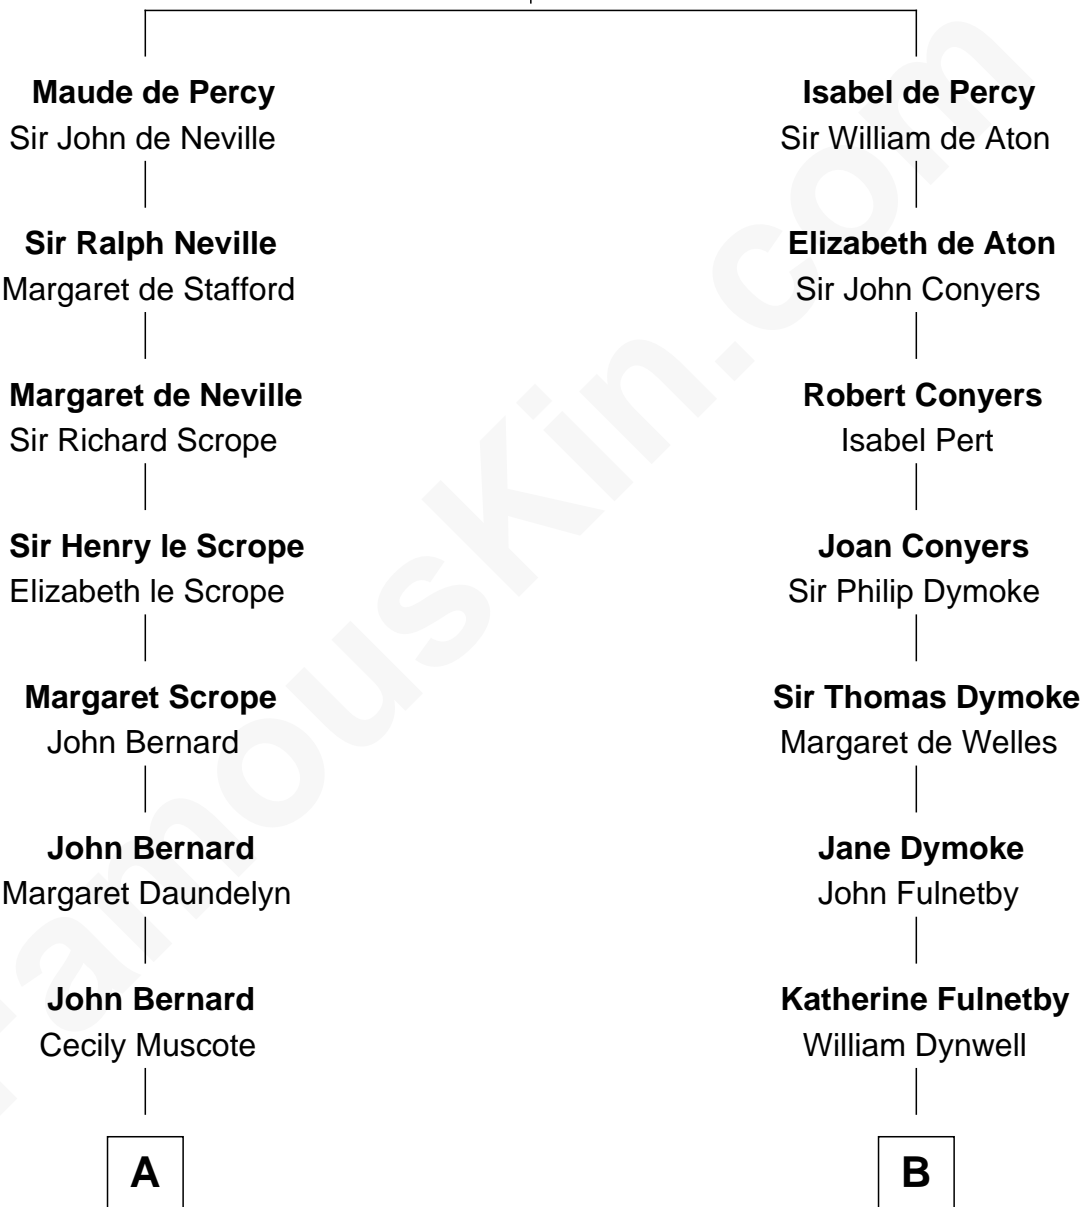 Maude de Percy
Sir John de Neville
Isabel de Percy
Sir William de Aton
Sir Ralph Neville
Margaret de Stafford
Elizabeth de Aton
Sir John Conyers
Margaret de Neville
Sir Richard Scrope
Robert Conyers
Isabel Pert
Sir Henry le Scrope
Elizabeth le Scrope
Joan Conyers
Sir Philip Dymoke
Margaret Scrope
John Bernard
Sir Thomas Dymoke
Margaret de Welles
John Bernard
Margaret Daundelyn
Jane Dymoke
John Fulnetby
John Bernard
Cecily Muscote
Katherine Fulnetby
William Dynwell
A
B
FamousKin.com